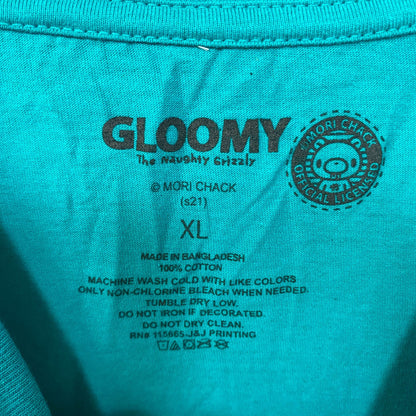 GLOOMY
The Naughty Grizzly
©MORI CHACK
OFFICIAL LICENSED
© MORI CHACK
(s21)
XL
MADE IN BANGLADESH
100% COTTON
MACHINE WASH COLD WITH LIKE COLORS
ONLY NON-CHLORINE BLEACH WHEN NEEDED.
TUMBLE DRY LOW.
DO NOT IRON IF DECORATED.
DO NOT DRY CLEAN.
RN# 115665-J&J PRINTING